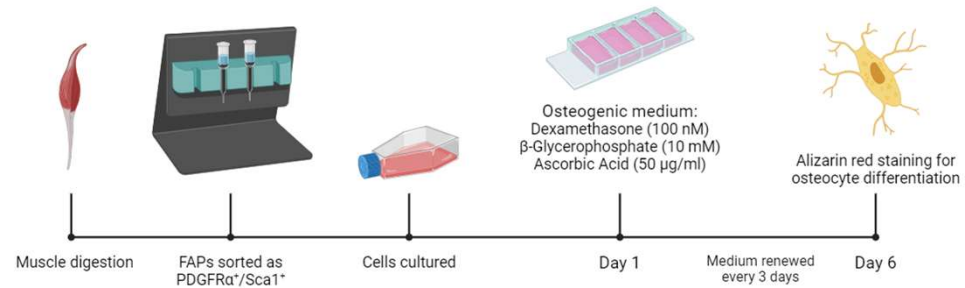 Osteogenic medium:
Dexamethasone (100 nM)
β-Glycerophosphate (10 mM)
Ascorbic Acid (50 µg/ml)
Alizarin red staining for
osteocyte differentiation
Muscle digestion
FAPs sorted as
PDGFRα⁺/Sca1⁺
Cells cultured
Day 1
Medium renewed
every 3 days
Day 6